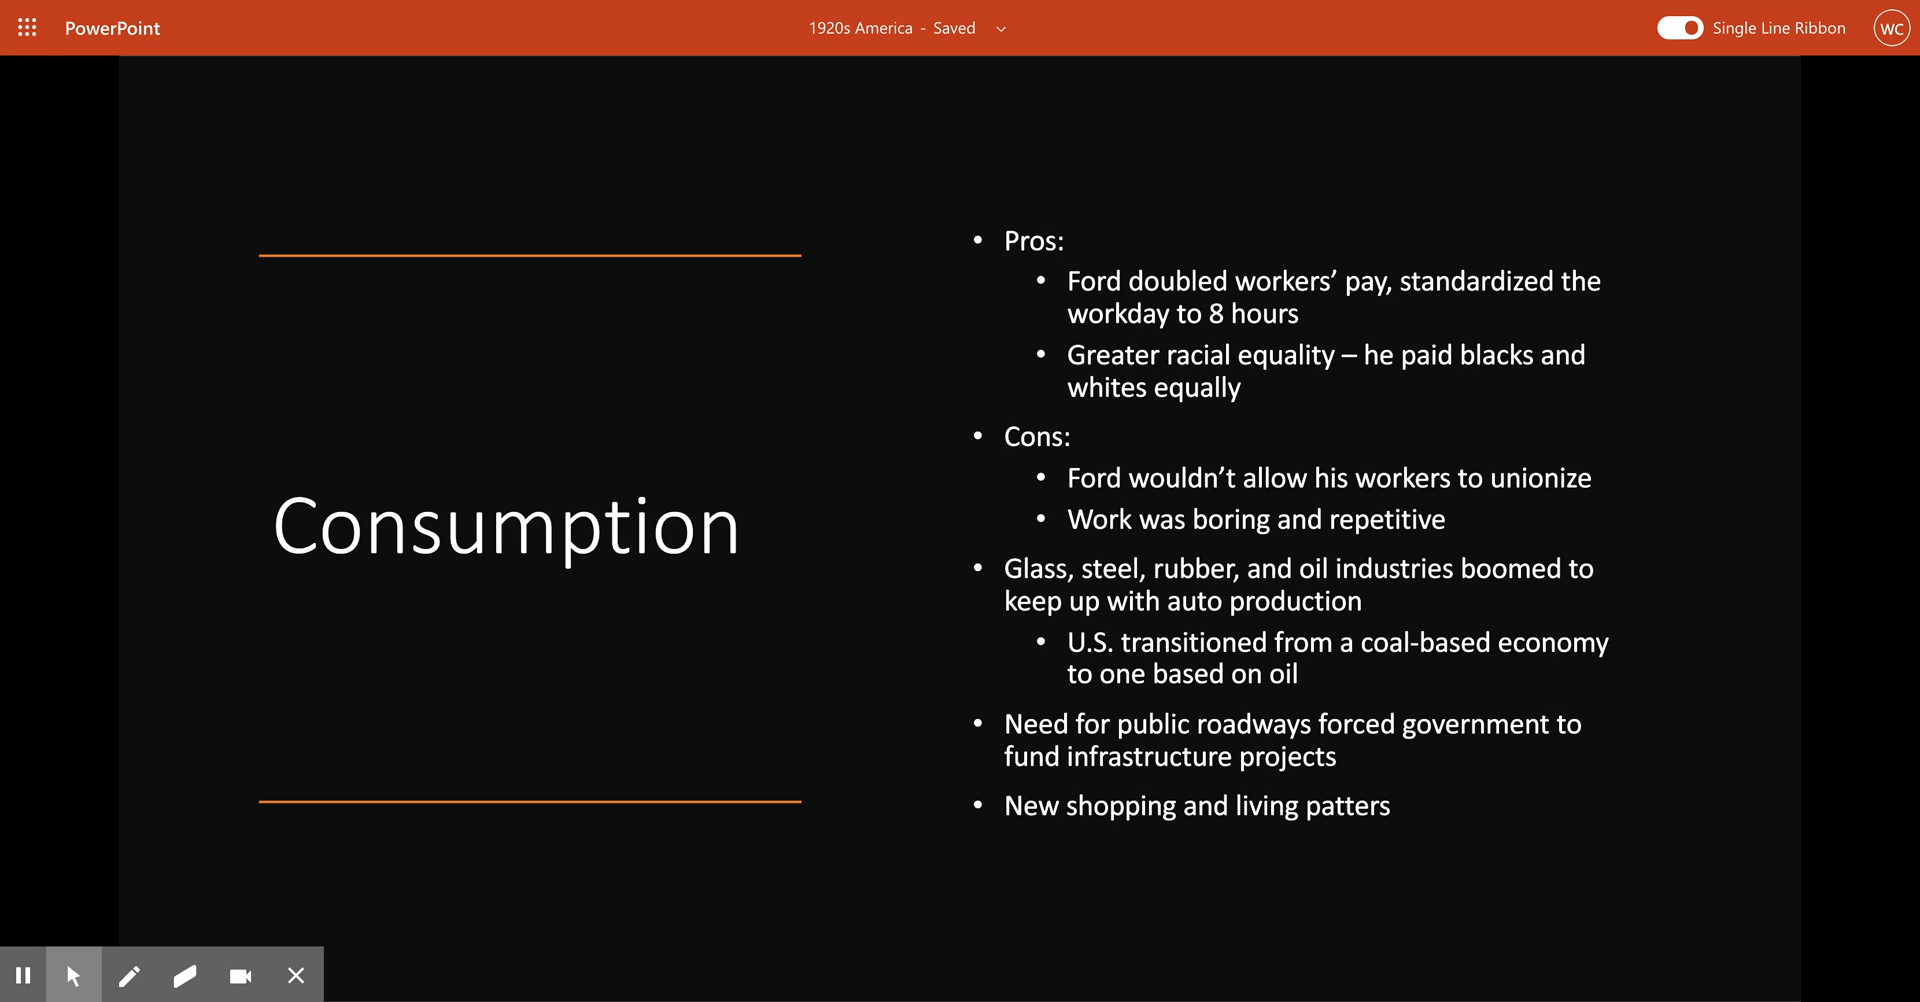 PowerPoint
1920s America - Saved
Single Line Ribbon
WC
Consumption
• Pros:
• Ford doubled workers’ pay, standardized the
workday to 8 hours
• Greater racial equality – he paid blacks and
whites equally
• Cons:
• Ford wouldn’t allow his workers to unionize
• Work was boring and repetitive
• Glass, steel, rubber, and oil industries boomed to
keep up with auto production
• U.S. transitioned from a coal-based economy
to one based on oil
• Need for public roadways forced government to
fund infrastructure projects
• New shopping and living patters